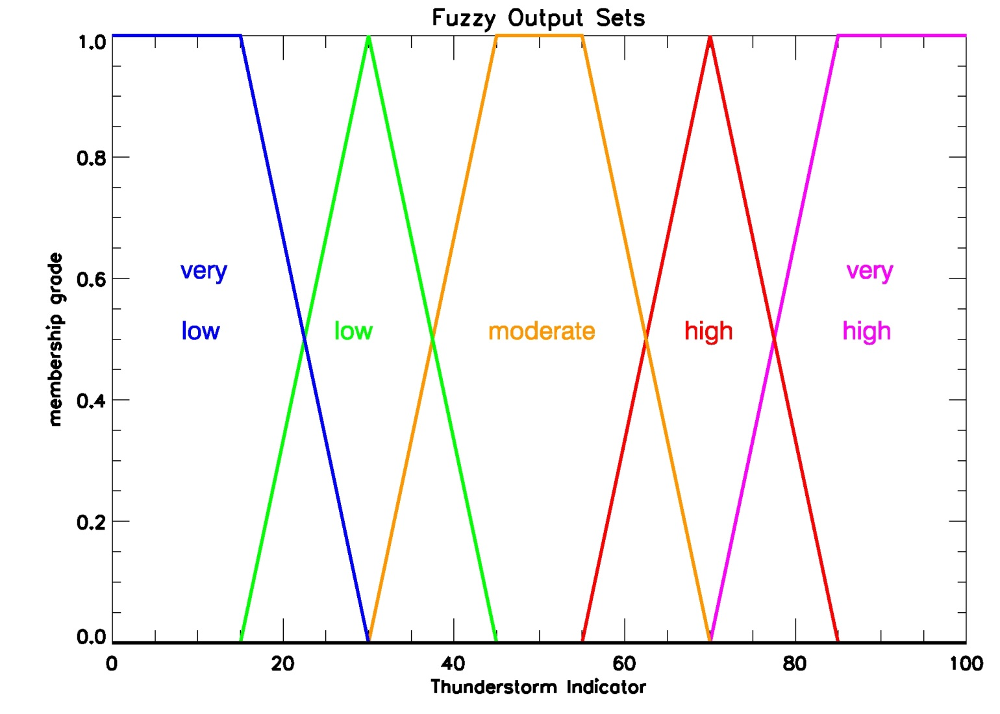 Fuzzy Output Sets
1.0
0.8
0.6
0.4
0.2
0.0
membership grade
very
low
low
moderate
high
very
high
0 20 40 60 80 100
Thunderstorm Indicator